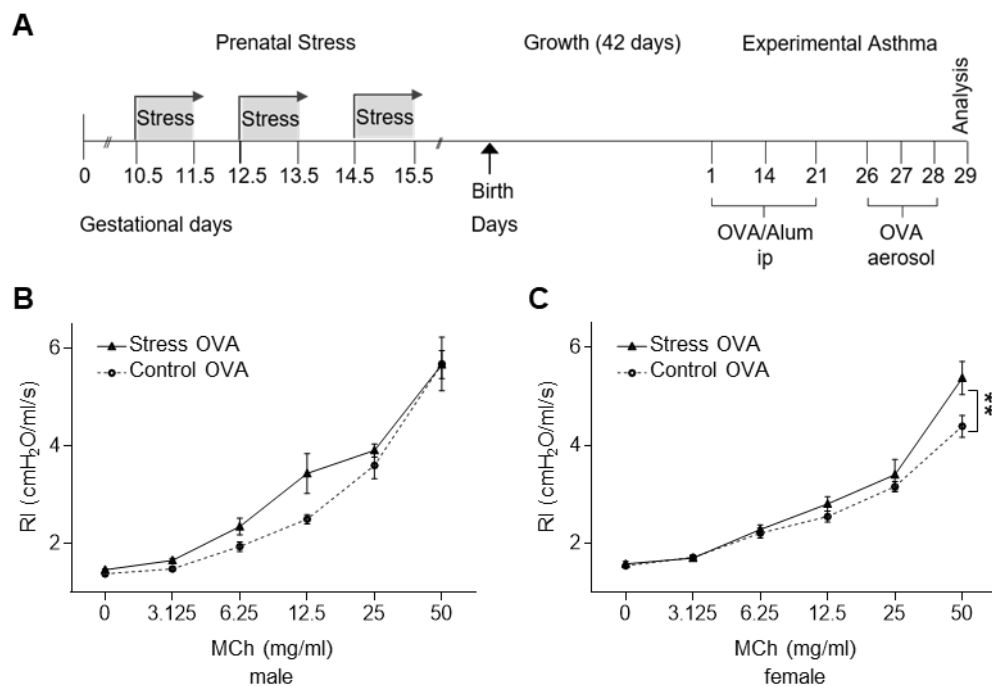 A
Prenatal Stress
Growth (42 days)
Experimental Asthma
Analysis
Stress
Stress
Stress
0
10.5
11.5
12.5
13.5
14.5
15.5
1
14
21
26
27
28
29
Birth
Gestational days
Days
OVA/Alum
ip
OVA
aerosol
B
Stress OVA
Control OVA
RI (cmH₂O/ml/s)
6
4
2
0
3.125
6.25
12.5
25
50
MCh (mg/ml)
male
C
Stress OVA
Control OVA
RI (cmH₂O/ml/s)
6
4
2
**
0
3.125
6.25
12.5
25
50
MCh (mg/ml)
female